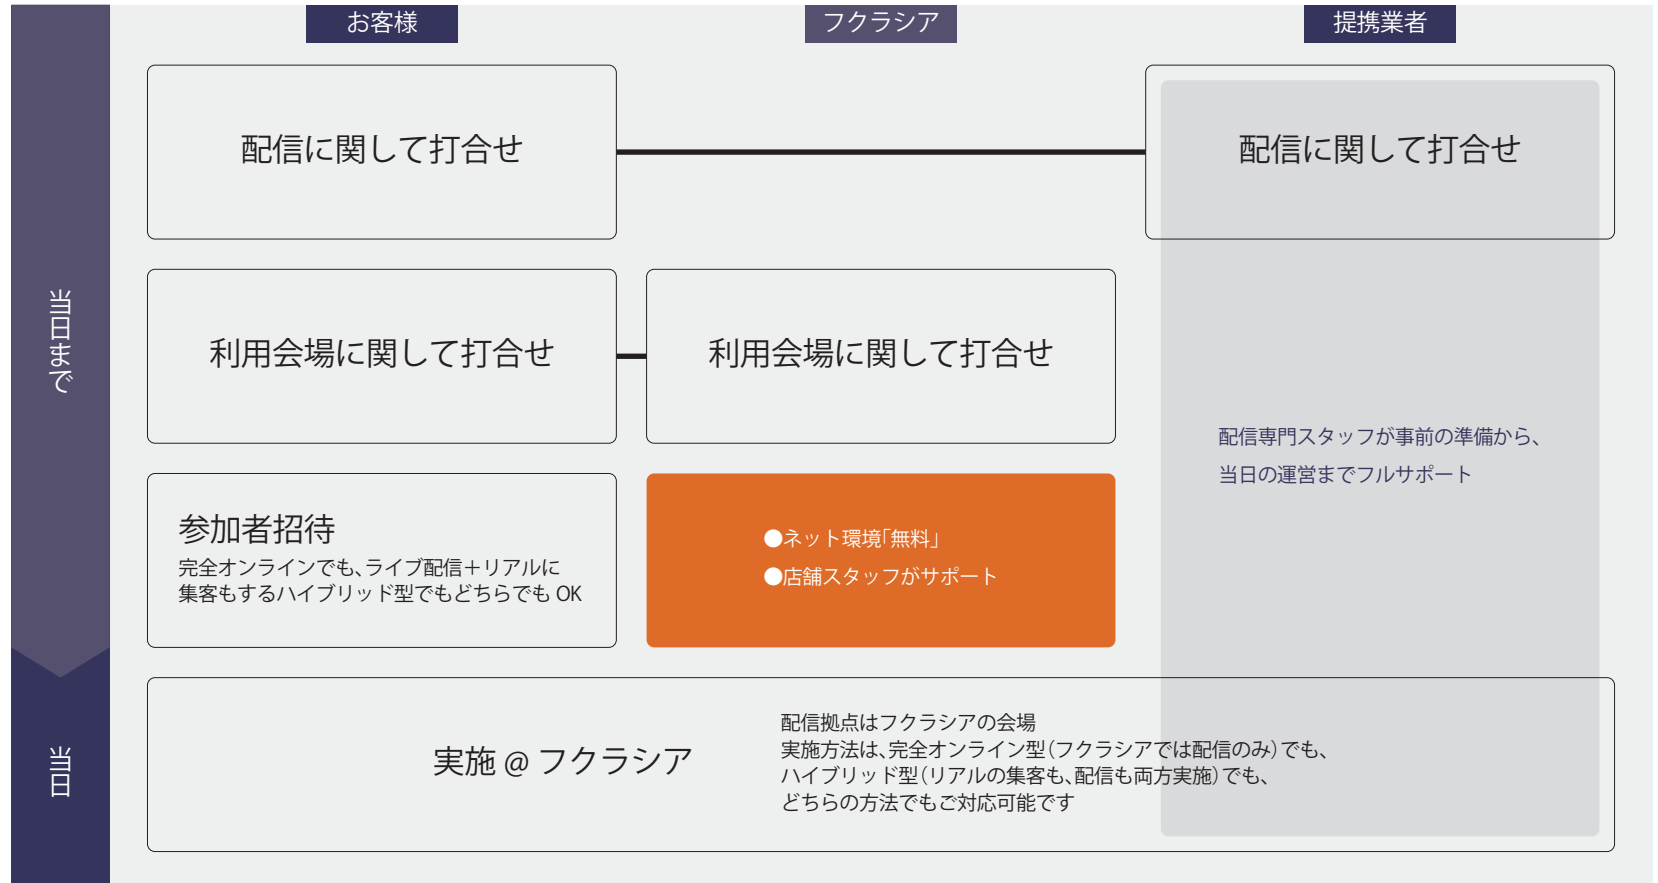 お客様
フクラシア
提携業者
当日まで
配信に関して打合せ
配信に関して打合せ
利用会場に関して打合せ
利用会場に関して打合せ
配信専門スタッフが事前の準備から、
当日の運営までフルサポート
参加者招待
完全オンラインでも、ライブ配信＋リアルに
集客もするハイブリッド型でもどちらでも OK
●ネット環境「無料」
●店舗スタッフがサポート
当日
実施 @ フクラシア
配信拠点はフクラシアの会場
実施方法は、完全オンライン型（フクラシアでは配信のみ）でも、
ハイブリッド型（リアルの集客も、配信も両方実施）でも、
どちらの方法でもご対応可能です